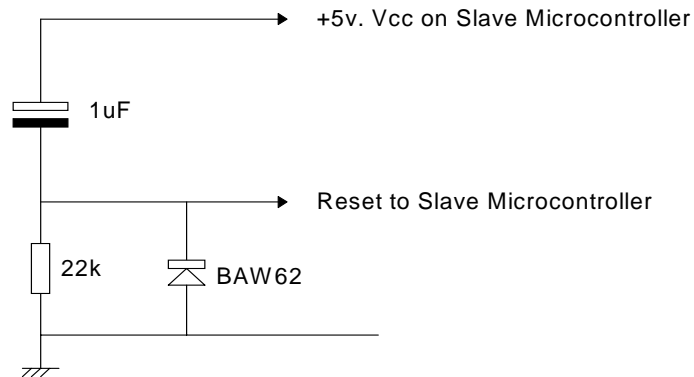 +5v. Vcc on Slave Microcontroller
1uF
Reset to Slave Microcontroller
22k
BAW62